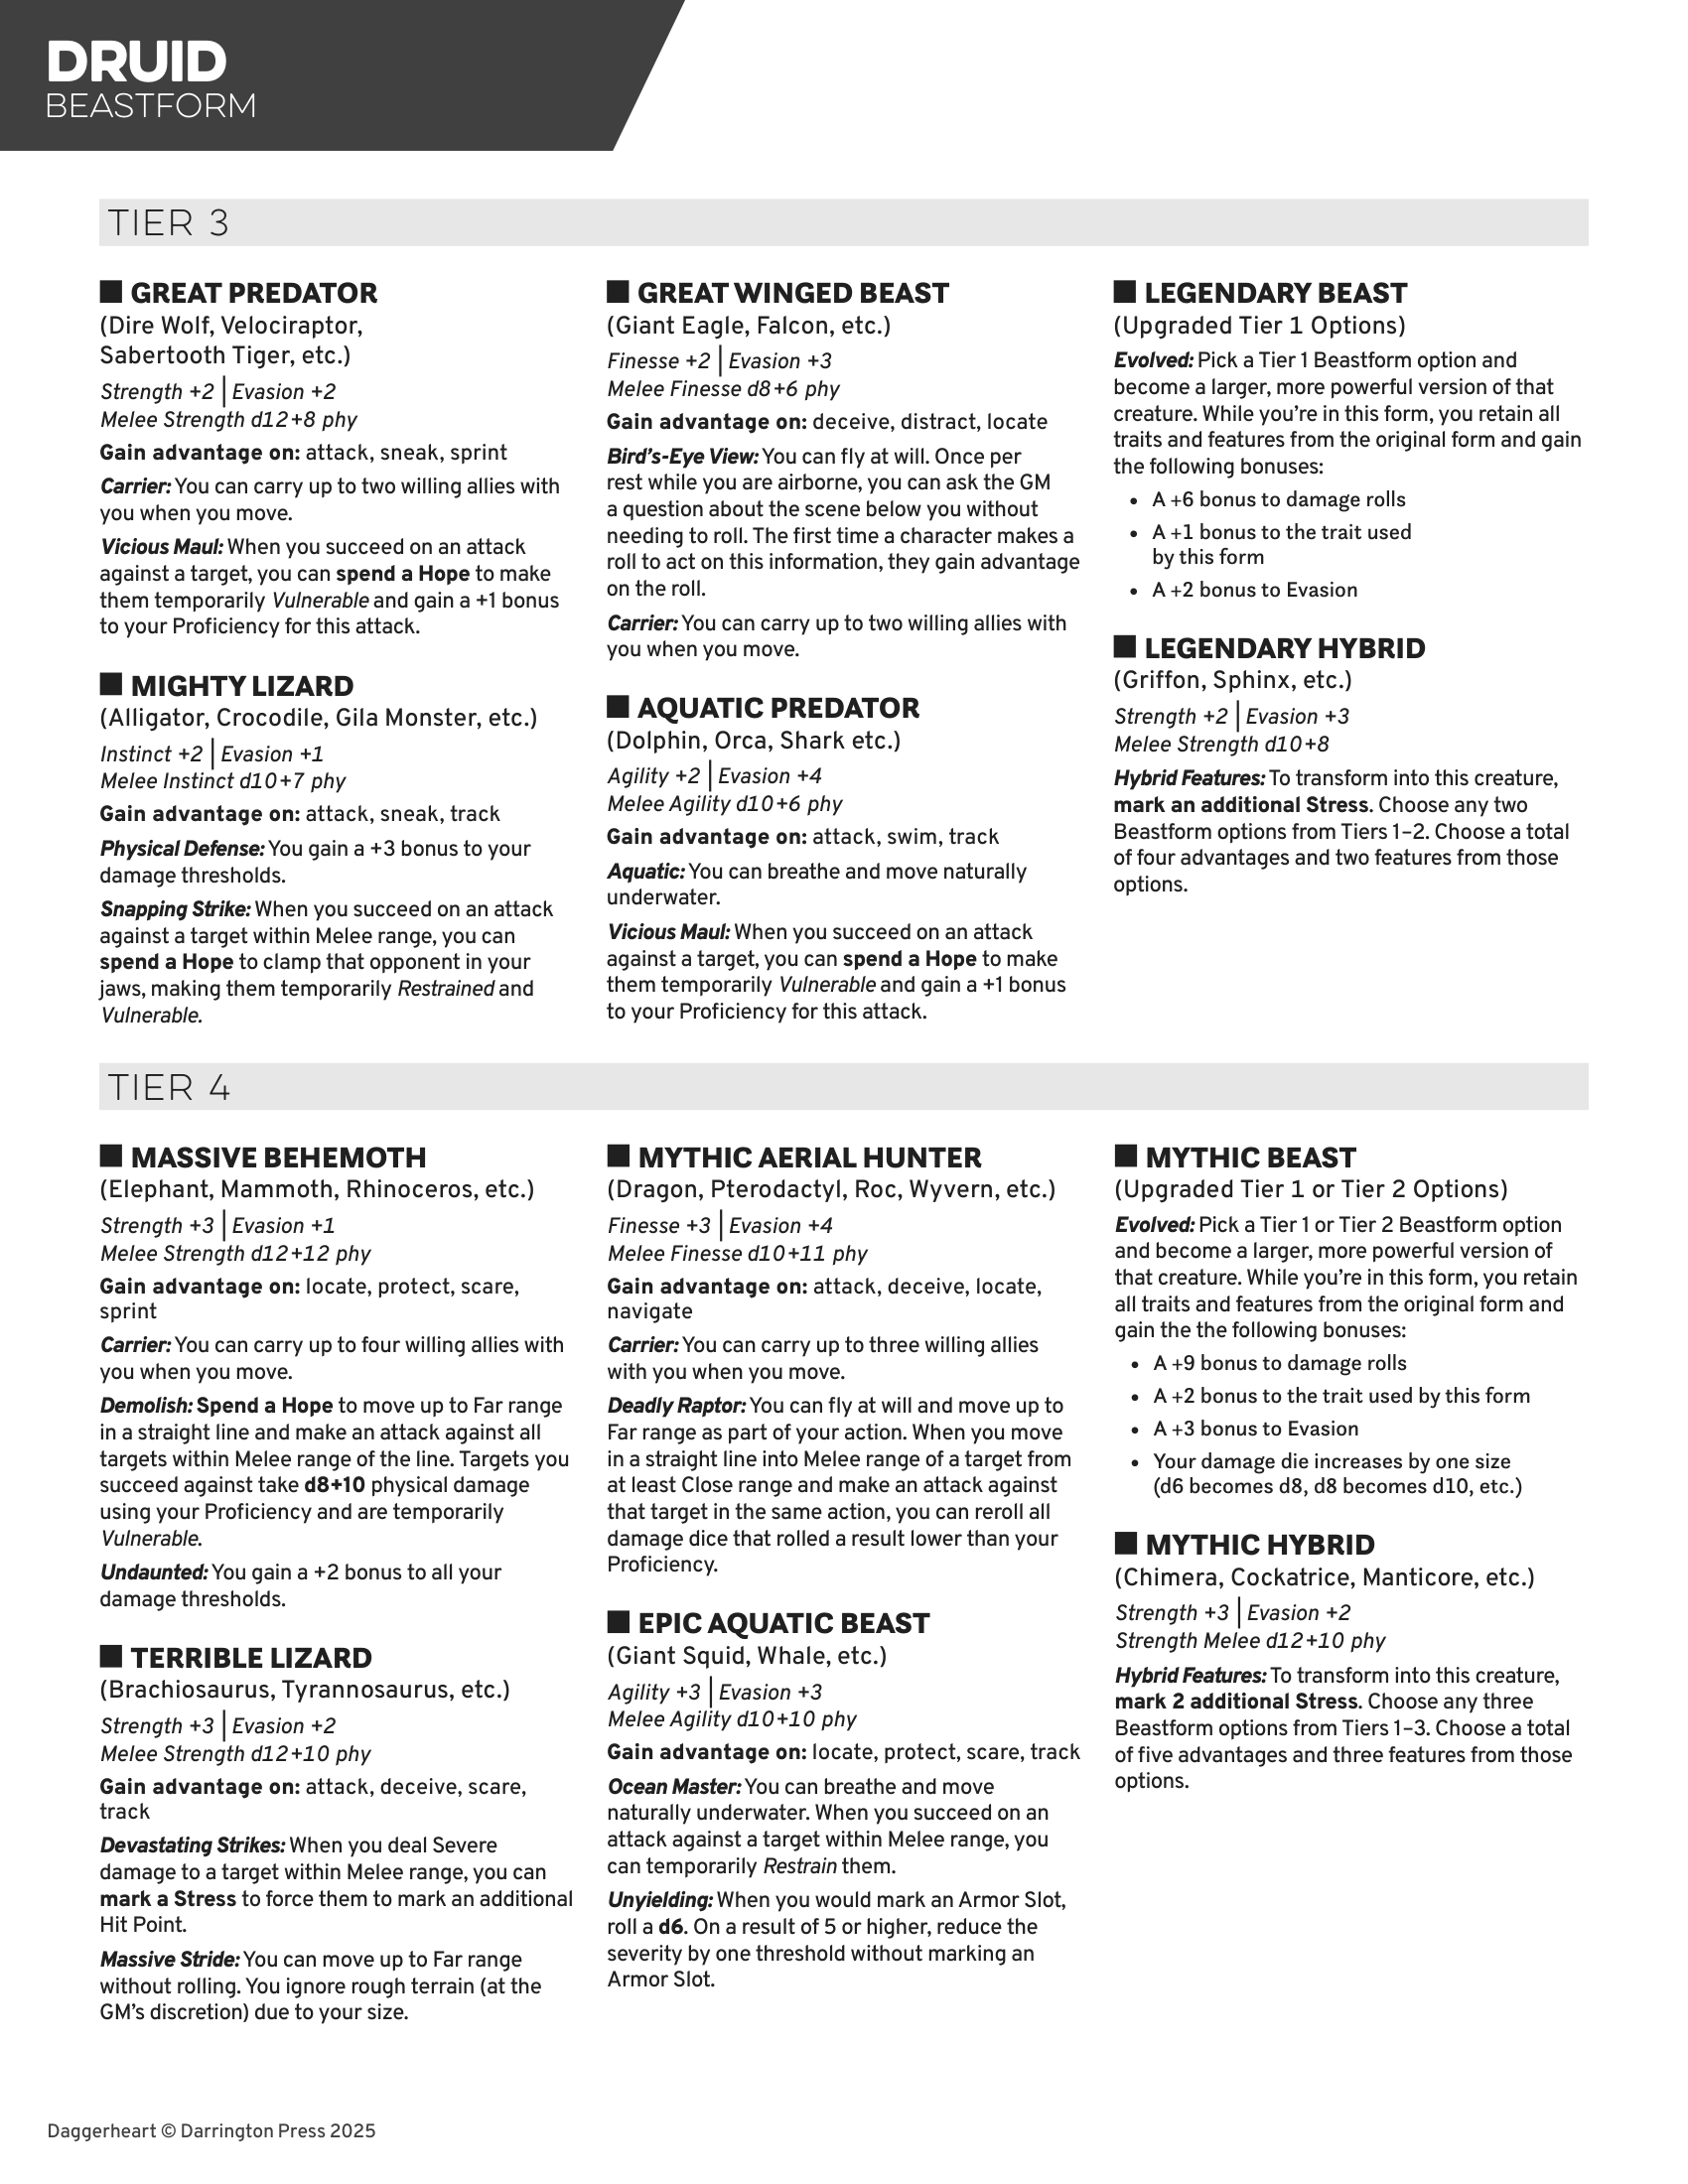 DRUID
BEASTFORM
TIER 3
GREAT PREDATOR
(Dire Wolf, Velociraptor,
Sabertooth Tiger, etc.)
Strength +2 | Evasion +2
Melee Strength d12+8 phy
Gain advantage on: attack, sneak, sprint
Carrier: You can carry up to two willing allies with
you when you move.
Vicious Maul: When you succeed on an attack
against a target, you can spend a Hope to make
them temporarily Vulnerable and gain a +1 bonus
to your Proficiency for this attack.
MIGHTY LIZARD
(Alligator, Crocodile, Gila Monster, etc.)
Instinct +2 | Evasion +1
Melee Instinct d10+7 phy
Gain advantage on: attack, sneak, track
Physical Defense: You gain a +3 bonus to your
damage thresholds.
Snapping Strike: When you succeed on an attack
against a target within Melee range, you can
spend a Hope to clamp that opponent in your
jaws, making them temporarily Restrained and
Vulnerable.
GREAT WINGED BEAST
(Giant Eagle, Falcon, etc.)
Finesse +2 | Evasion +3
Melee Finesse d8+6 phy
Gain advantage on: deceive, distract, locate
Bird's-Eye View: You can fly at will. Once per
rest while you are airborne, you can ask the GM
a question about the scene below you without
needing to roll. The first time a character makes a
roll to act on this information, they gain advantage
on the roll.
Carrier: You can carry up to two willing allies with
you when you move.
AQUATIC PREDATOR
(Dolphin, Orca, Shark etc.)
Agility +2 | Evasion +4
Melee Agility d10+6 phy
Gain advantage on: attack, swim, track
Aquatic: You can breathe and move naturally
underwater.
Vicious Maul: When you succeed on an attack
against a target, you can spend a Hope to make
them temporarily Vulnerable and gain a +1 bonus
to your Proficiency for this attack.
LEGENDARY BEAST
(Upgraded Tier 1 Options)
Evolved: Pick a Tier 1 Beastform option and
become a larger, more powerful version of that
creature. While you're in this form, you retain all
traits and features from the original form and gain
the following bonuses:
• A +6 bonus to damage rolls
• A +1 bonus to the trait used
by this form
• A +2 bonus to Evasion
LEGENDARY HYBRID
(Griffon, Sphinx, etc.)
Strength +2 | Evasion +3
Melee Strength d10+8
Hybrid Features: To transform into this creature,
mark an additional Stress. Choose any two
Beastform options from Tiers 1–2. Choose a total
of four advantages and two features from those
options.
TIER 4
MASSIVE BEHEMOTH
(Elephant, Mammoth, Rhinoceros, etc.)
Strength +3 | Evasion +1
Melee Strength d12+12 phy
Gain advantage on: locate, protect, scare,
sprint
Carrier: You can carry up to four willing allies with
you when you move.
Demolish: Spend a Hope to move up to Far range
in a straight line and make an attack against all
targets within Melee range of the line. Targets you
succeed against take d8+10 physical damage
using your Proficiency and are temporarily
Vulnerable.
Undaunted: You gain a +2 bonus to all your
damage thresholds.
TERRIBLE LIZARD
(Brachiosaurus, Tyrannosaurus, etc.)
Strength +3 | Evasion +2
Melee Strength d12+10 phy
Gain advantage on: attack, deceive, scare,
track
Devastating Strikes: When you deal Severe
damage to a target within Melee range, you can
mark a Stress to force them to mark an additional
Hit Point.
Massive Stride: You can move up to Far range
without rolling. You ignore rough terrain (at the
GM's discretion) due to your size.
MYTHIC AERIAL HUNTER
(Dragon, Pterodactyl, Roc, Wyvern, etc.)
Finesse +3 | Evasion +4
Melee Finesse d10+11 phy
Gain advantage on: attack, deceive, locate,
navigate
Carrier: You can carry up to three willing allies
with you when you move.
Deadly Raptor: You can fly at will and move up to
Far range as part of your action. When you move
in a straight line into Melee range of a target from
at least Close range and make an attack against
that target in the same action, you can reroll all
damage dice that rolled a result lower than your
Proficiency.
EPIC AQUATIC BEAST
(Giant Squid, Whale, etc.)
Agility +3 | Evasion +3
Melee Agility d10+10 phy
Gain advantage on: locate, protect, scare, track
Ocean Master: You can breathe and move
naturally underwater. When you succeed on an
attack against a target within Melee range, you
can temporarily Restrain them.
Unyielding: When you would mark an Armor Slot,
roll a d6. On a result of 5 or higher, reduce the
severity by one threshold without marking an
Armor Slot.
MYTHIC BEAST
(Upgraded Tier 1 or Tier 2 Options)
Evolved: Pick a Tier 1 or Tier 2 Beastform option
and become a larger, more powerful version of
that creature. While you're in this form, you retain
all traits and features from the original form and
gain the the following bonuses:
• A +9 bonus to damage rolls
• A +2 bonus to the trait used by this form
• A +3 bonus to Evasion
• Your damage die increases by one size
(d6 becomes d8, d8 becomes d10, etc.)
MYTHIC HYBRID
(Chimera, Cockatrice, Manticore, etc.)
Strength +3 | Evasion +2
Strength Melee d12+10 phy
Hybrid Features: To transform into this creature,
mark 2 additional Stress. Choose any three
Beastform options from Tiers 1–3. Choose a total
of five advantages and three features from those
options.
Daggerheart © Darrington Press 2025